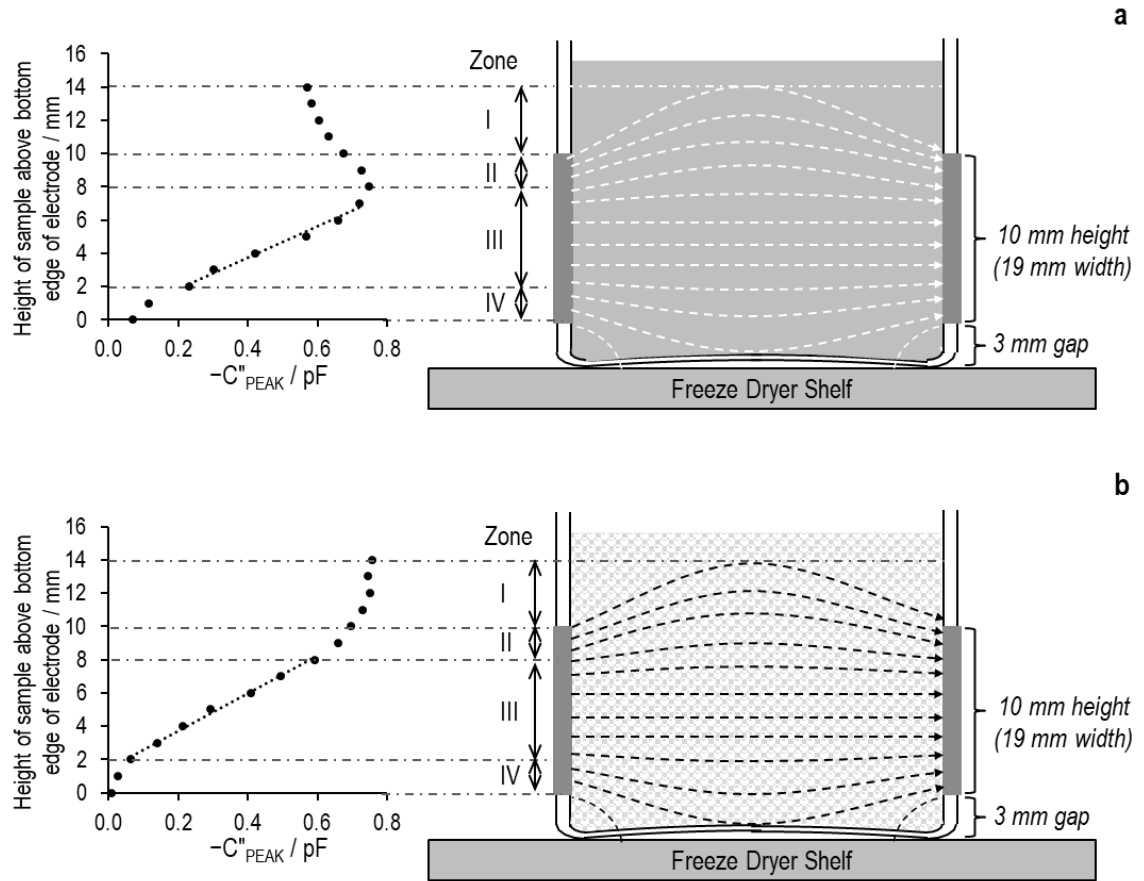 a
Zone
16
14
12
10
8
6
4
2
0
Height of sample above bottom
edge of electrode / mm
0.0 0.2 0.4 0.6 0.8
−C"PEAK / pF
I
II
III
IV
10 mm height
(19 mm width)
3 mm gap
Freeze Dryer Shelf
b
Zone
16
14
12
10
8
6
4
2
0
Height of sample above bottom
edge of electrode / mm
0.0 0.2 0.4 0.6 0.8
−C"PEAK / pF
I
II
III
IV
10 mm height
(19 mm width)
3 mm gap
Freeze Dryer Shelf